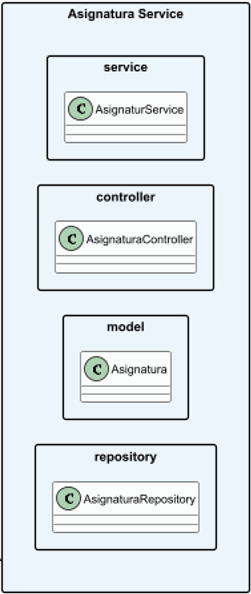 Asignatura Service
service
C AsignaturService
controller
C AsignaturaController
model
C Asignatura
repository
C AsignaturaRepository